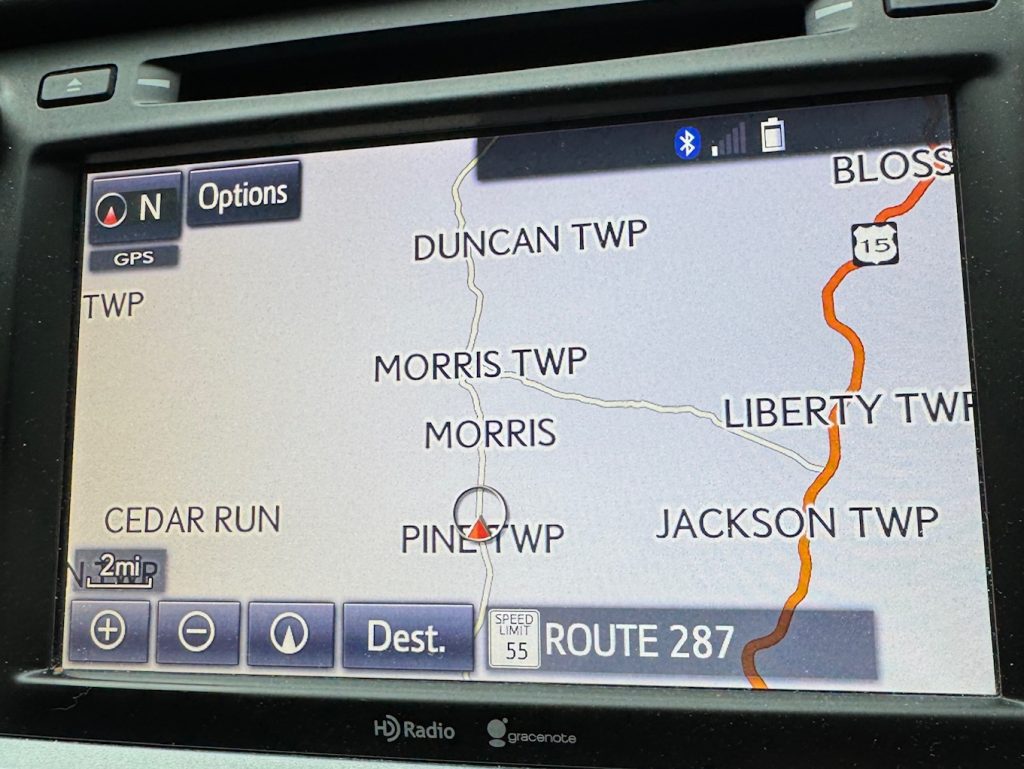 BLOSS
N
Options
GPS
15
DUNCAN TWP
TWP
MORRIS TWP
LIBERTY TWP
MORRIS
CEDAR RUN
PINE TWP
JACKSON TWP
2mi
N TWP
Dest.
SPEED
LIMIT
55
ROUTE 287
HD Radio
gracenote